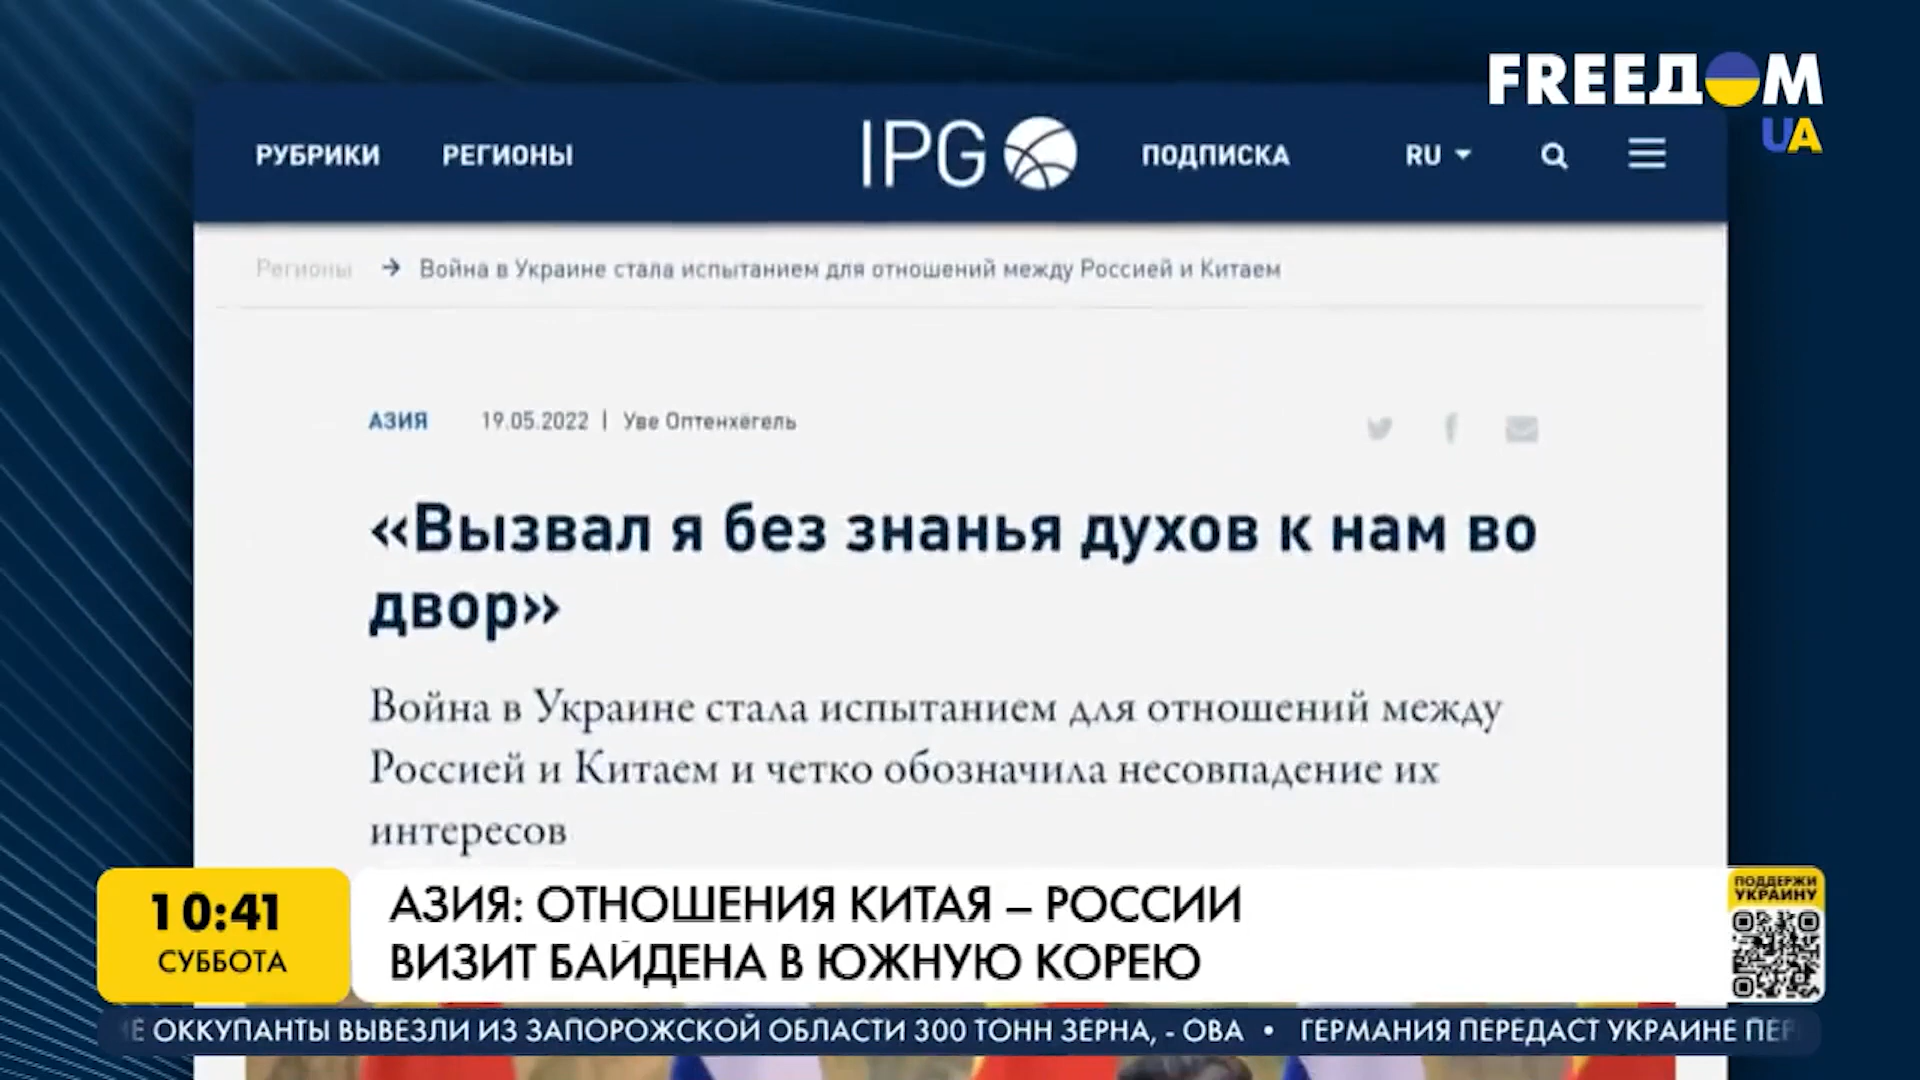 FREEДOM
UA
РУБРИКИ РЕГИОНЫ IPG ПОДПИСКА RU
Регионы → Война в Украине стала испытанием для отношений между Россией и Китаем
АЗИЯ 19.05.2022 | Уве Оптенхёгель
«Вызвал я без знанья духов к нам во
двор»
Война в Украине стала испытанием для отношений между
Россией и Китаем и четко обозначила несовпадение их
интересов
10:41
СУББОТА
АЗИЯ: ОТНОШЕНИЯ КИТАЯ – РОССИИ
ВИЗИТ БАЙДЕНА В ЮЖНУЮ КОРЕЮ
ПОДДЕРЖИ
УКРАИНУ
ОККУПАНТЫ ВЫВЕЗЛИ ИЗ ЗАПОРОЖСКОЙ ОБЛАСТИ 300 ТОНН ЗЕРНА, - ОВА • ГЕРМАНИЯ ПЕРЕДАСТ УКРАИНЕ